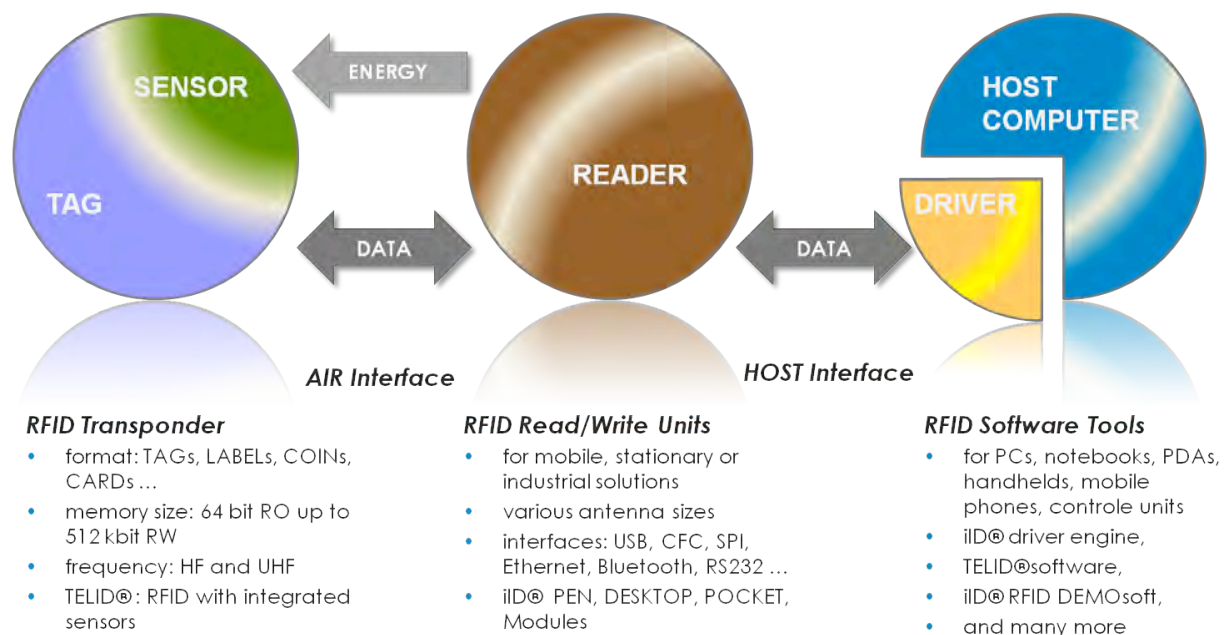 SENSOR
TAG
ENERGY
DATA
READER
DATA
HOST
COMPUTER
DRIVER
AIR Interface
HOST Interface
RFID Transponder
• format: TAGs, LABELs, COINs,
CARDs ...
• memory size: 64 bit RO up to
512 kbit RW
• frequency: HF and UHF
• TELID®: RFID with integrated
sensors
RFID Read/Write Units
• for mobile, stationary or
industrial solutions
• various antenna sizes
• interfaces: USB, CFC, SPI,
Ethernet, Bluetooth, RS232 ...
• iID® PEN, DESKTOP, POCKET,
Modules
RFID Software Tools
• for PCs, notebooks, PDAs,
handhelds, mobile
phones, controle units
• iID® driver engine,
• TELID®software,
• iID® RFID DEMOsoft,
• and many more